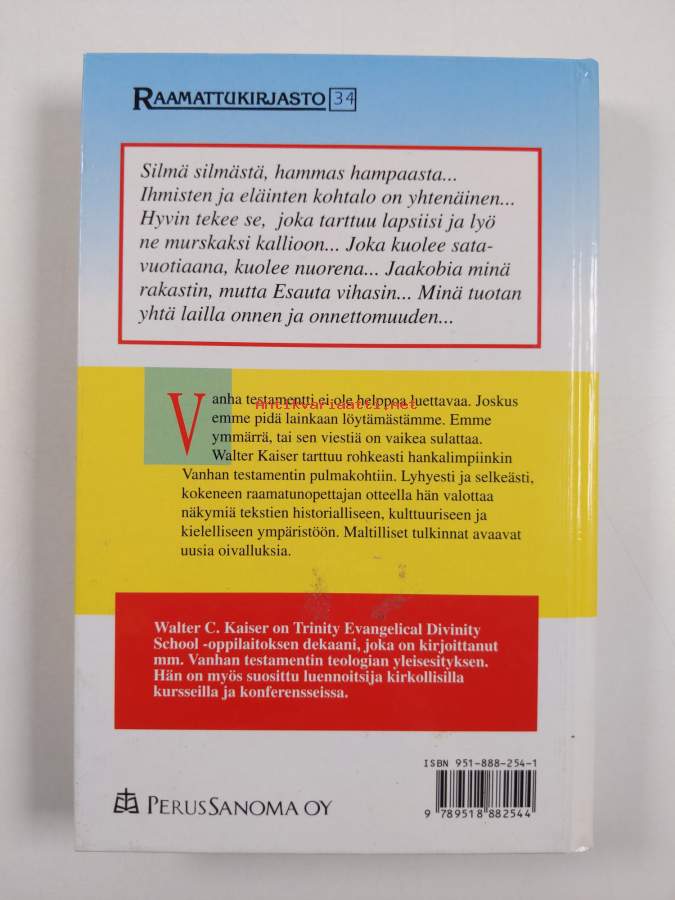 RAAMATTUKIRJASTO 34
Silmä silmästä, hammas hampaasta...
Ihmisten ja eläinten kohtalo on yhtenäinen...
Hyvin tekee se, joka tarttuu lapsiisi ja lyö
ne murskaksi kallioon... Joka kuolee sata-
vuotiaana, kuolee nuorena... Jaakobia minä
rakastin, mutta Esauta vihasin... Minä tuotan
yhtä lailla onnen ja onnettomuuden...
Vanha testamentti ei ole helppoa luettavaa. Joskus
Antikvariaatti.net
emme pidä lainkaan löytämästämme. Emme
ymmärrä, tai sen viestiä on vaikea sulattaa.
Walter Kaiser tarttuu rohkeasti hankalimpiinkin
Vanhan testamentin pulmakohtiin. Lyhyesti ja selkeästi,
kokeneen raamatunopettajan otteella hän valottaa
näkymiä tekstien historialliseen, kulttuuriseen ja
kielelliseen ympäristöön. Maltilliset tulkinnat avaavat
uusia oivalluksia.
Walter C. Kaiser on Trinity Evangelical Divinity
School -oppilaitoksen dekaani, joka on kirjoittanut
mm. Vanhan testamentin teologian yleisesityksen.
Hän on myös suosittu luennoitsija kirkollisilla
kursseilla ja konferensseissa.
ISBN 951-888-254-1
9 789518 882544
PERUSSANOMA OY